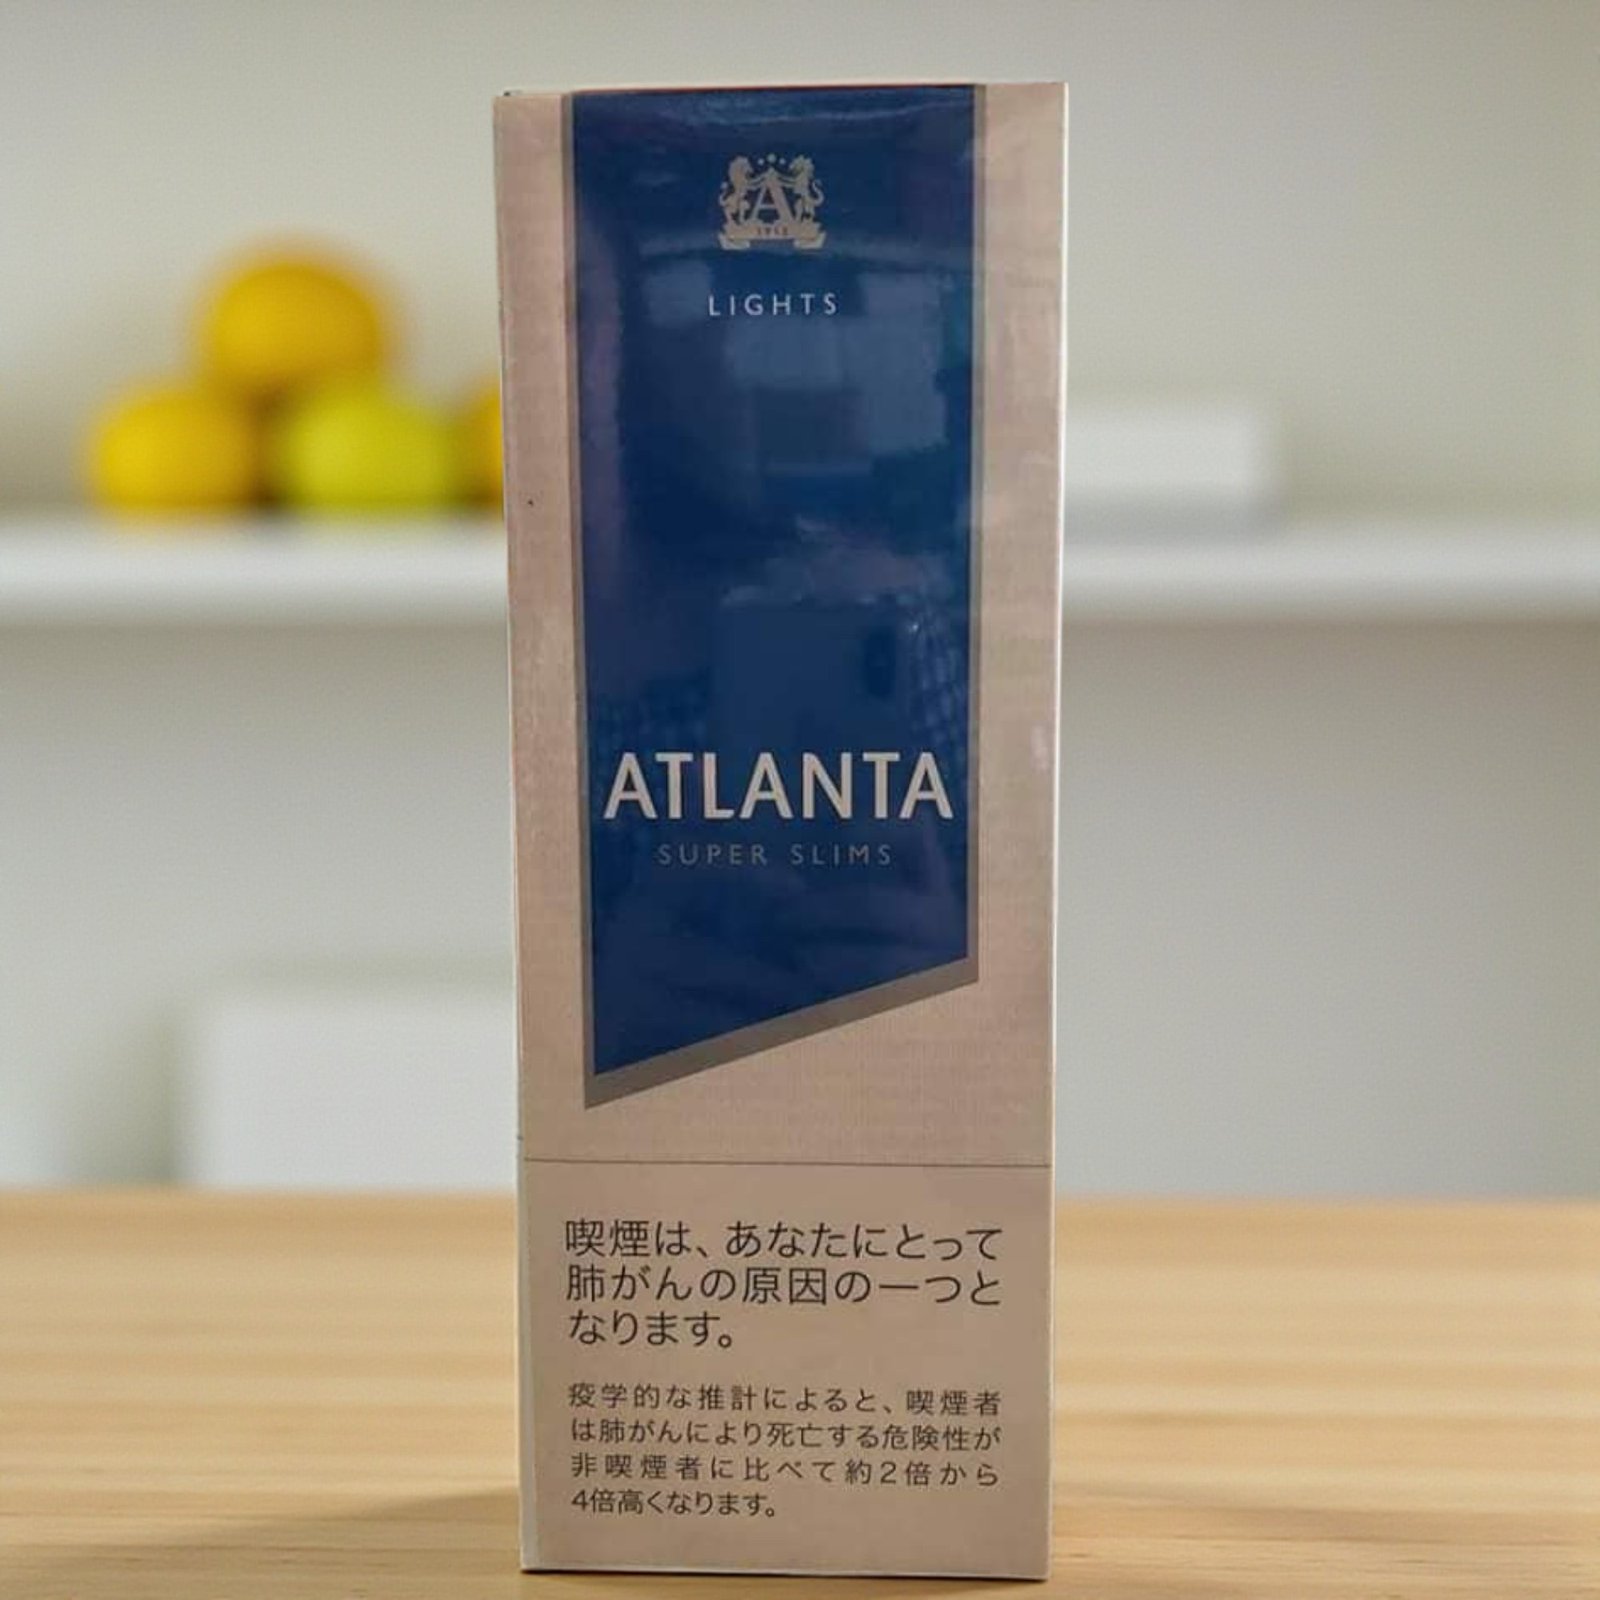 A
LIGHTS
ATLANTA
SUPER SLIMS
喫煙は、あなたにとって
肺がんの原因の一つと
なります。
疫学的な推計によると、喫煙者
は肺がんにより死亡する危険性が
非喫煙者に比べて約2倍から
4倍高くなります。